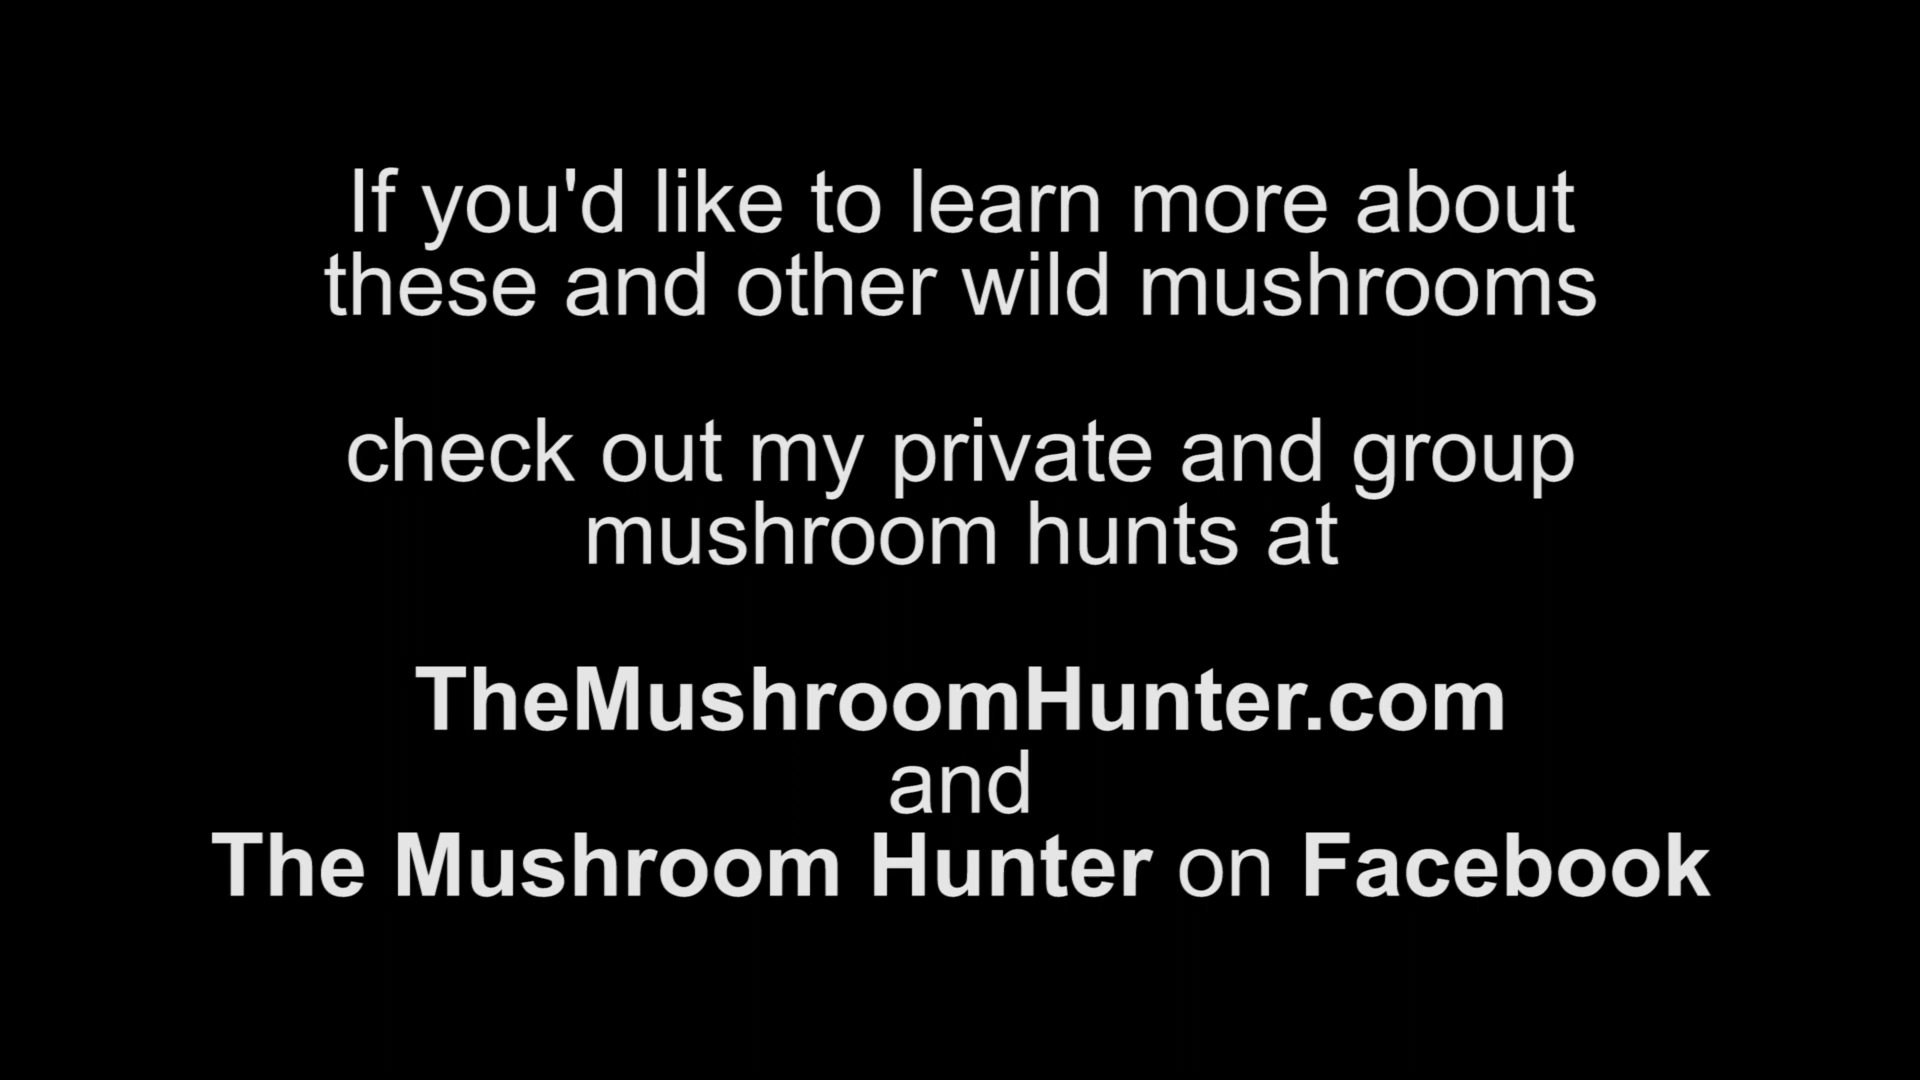 If you'd like to learn more about
these and other wild mushrooms
check out my private and group
mushroom hunts at
TheMushroomHunter.com
and
The Mushroom Hunter on Facebook